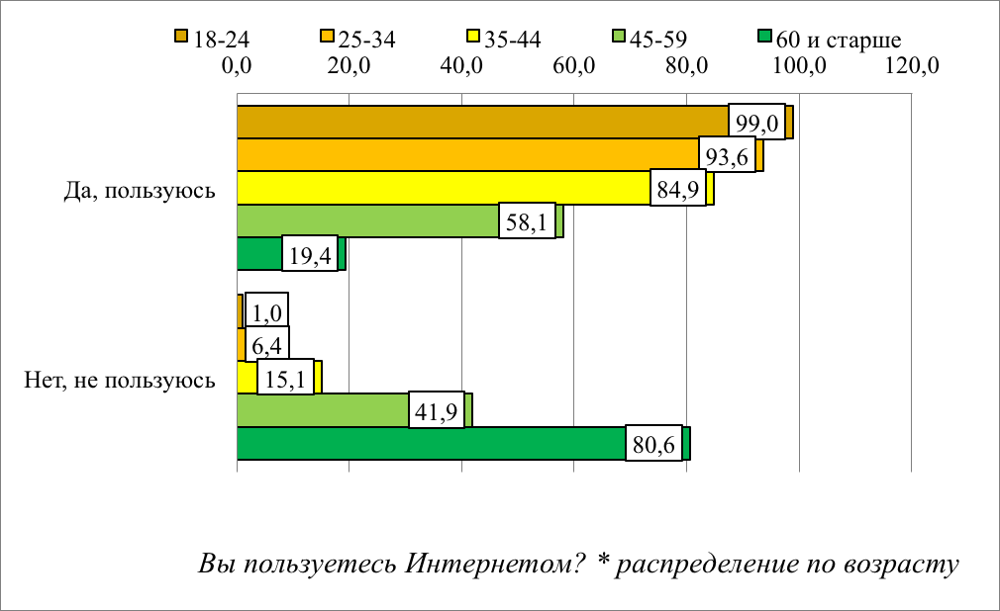 18-24 25-34 35-44 45-59 60 и старше
0,0 20,0 40,0 60,0 80,0 100,0 120,0
99,0
93,6
Да, пользуюсь 84,9
58,1
19,4
1,0
6,4
Нет, не пользуюсь 15,1
41,9
80,6
Вы пользуетесь Интернетом? * распределение по возрасту